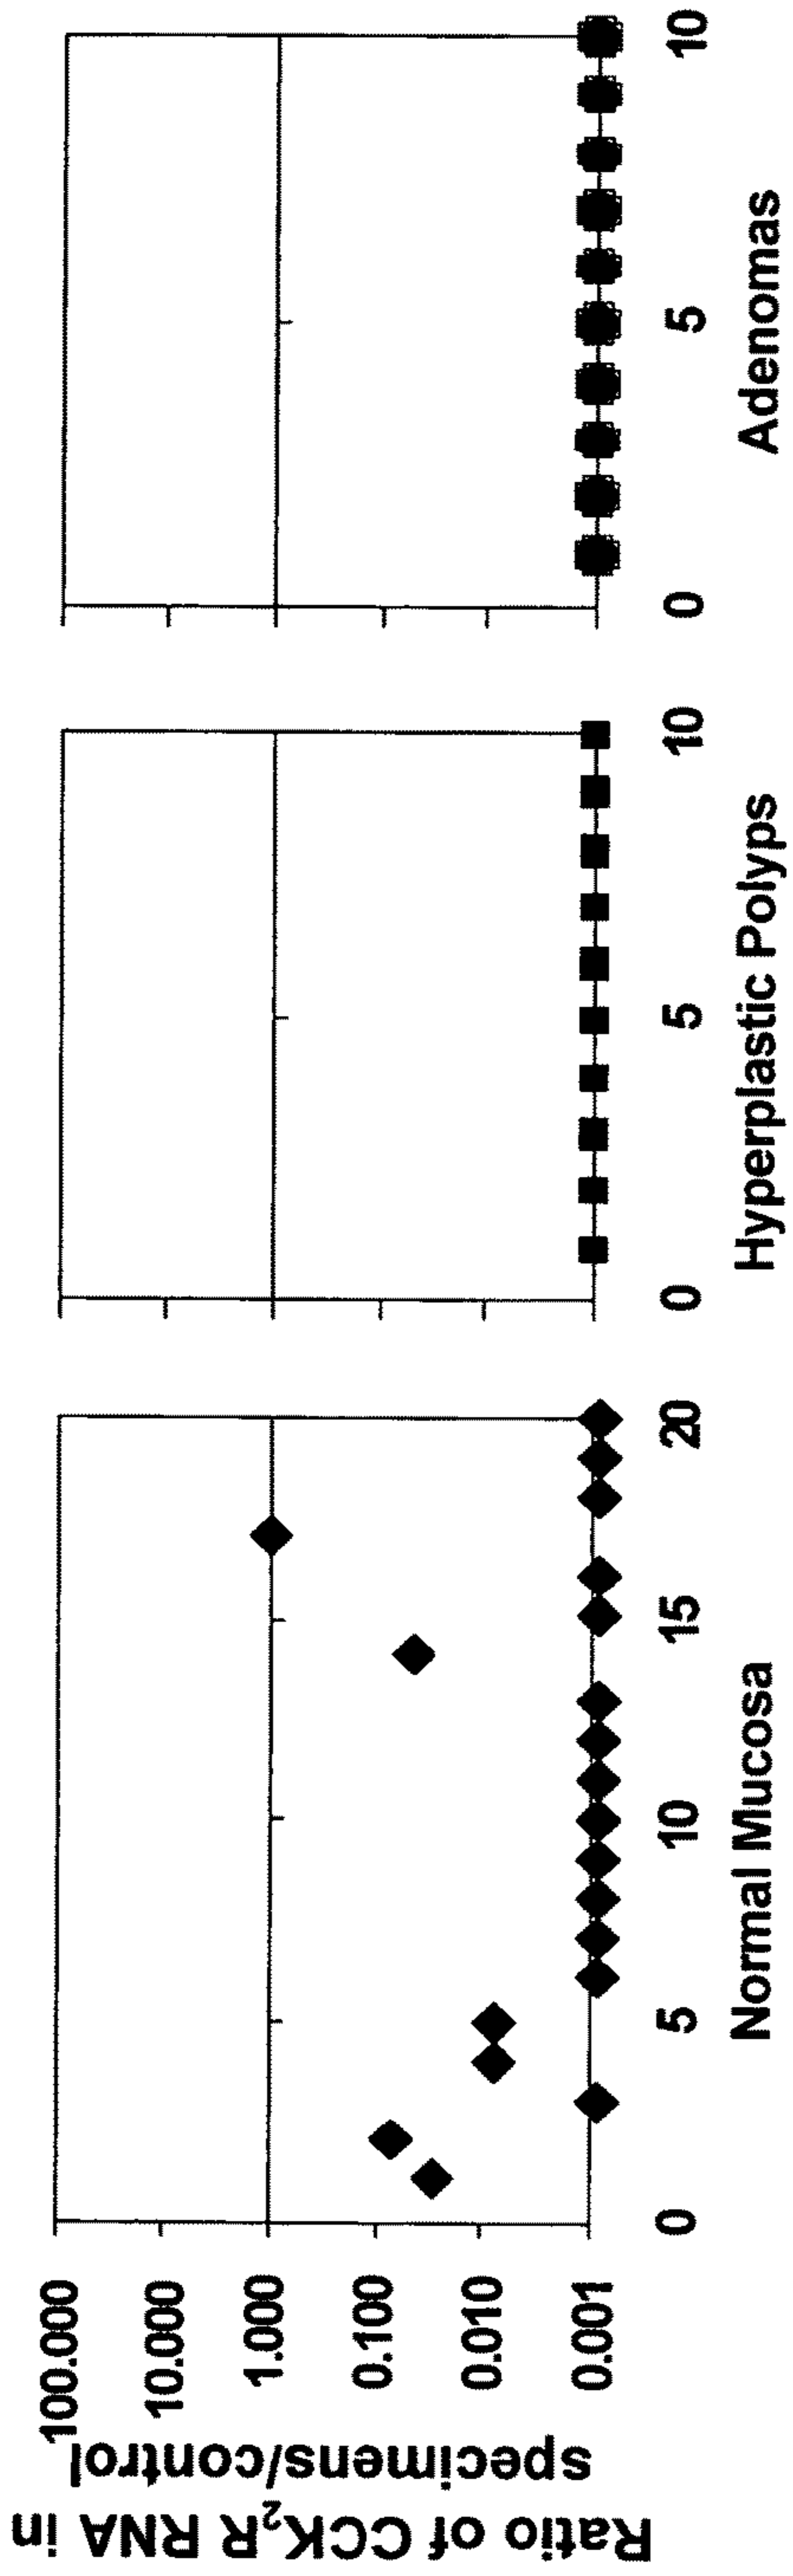 Ratio of CCK₂R RNA in
specimens/control
100.000
10.000
1.000
0.100
0.010
0.001
0 5 10 15 20
Normal Mucosa
0 5 10
Hyperplastic Polyps
0 5 10
Adenomas